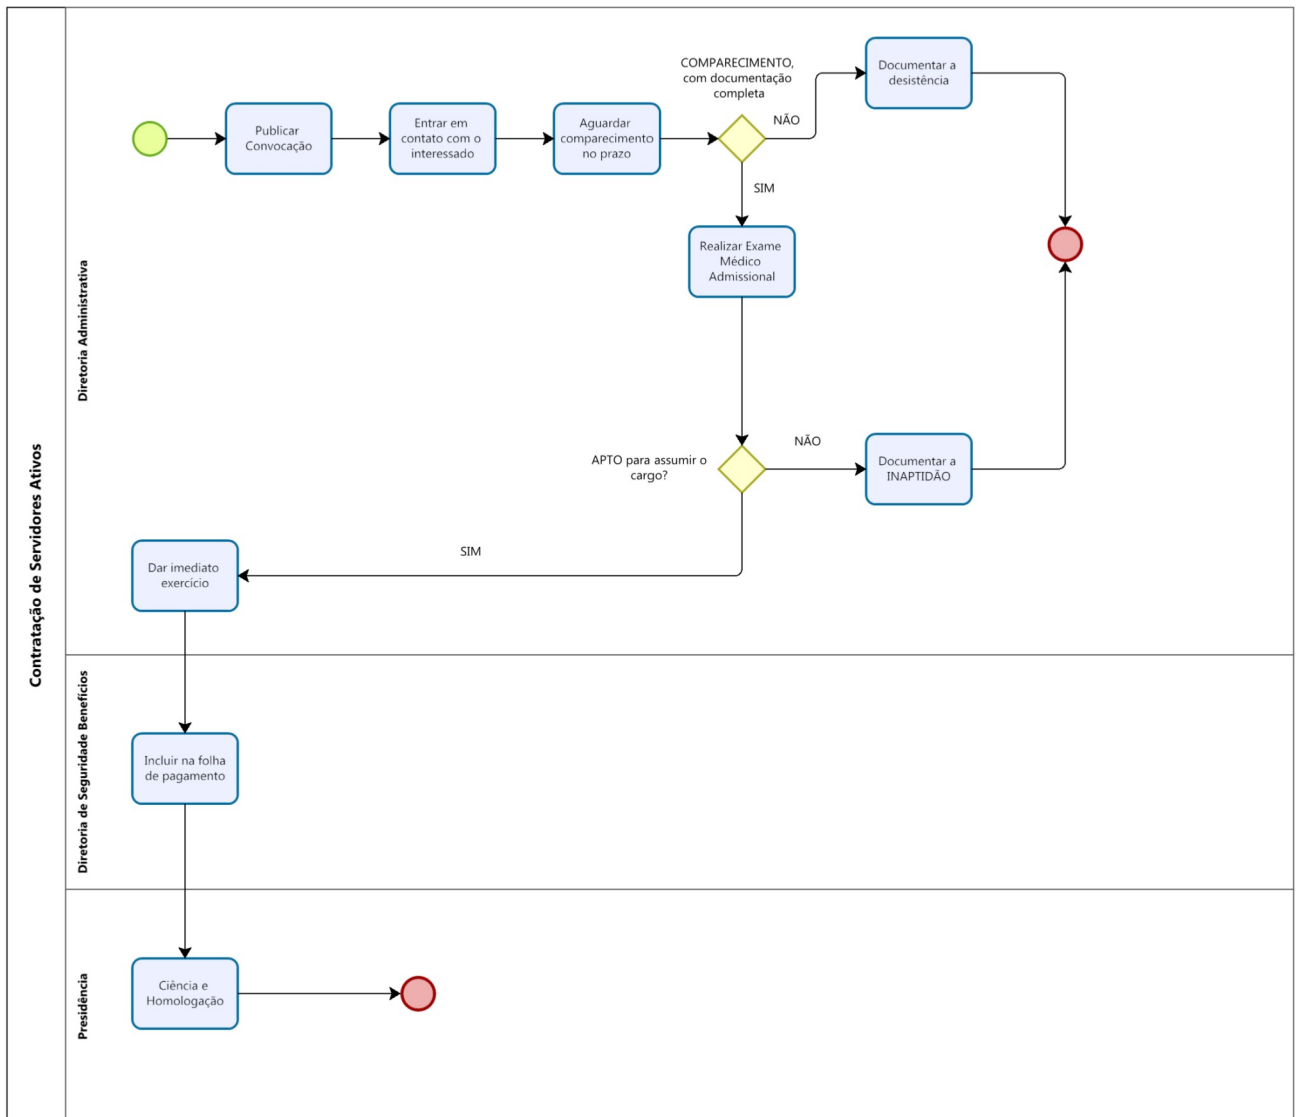 Contratação de Servidores Ativos
Diretoria Administrativa
Publicar
Convocação
Entrar em
contato com o
interessado
Aguardar
comparecimento
no prazo
COMPARECIMENTO,
com documentação
completa
NÃO
Documentar a
desistência
SIM
Realizar Exame
Médico
Admissional
APTO para assumir o
cargo?
NÃO
Documentar a
INAPTIDÃO
SIM
Dar imediato
exercício
Diretoria de Seguridade Benefícios
Incluir na folha
de pagamento
Presidência
Ciência e
Homologação